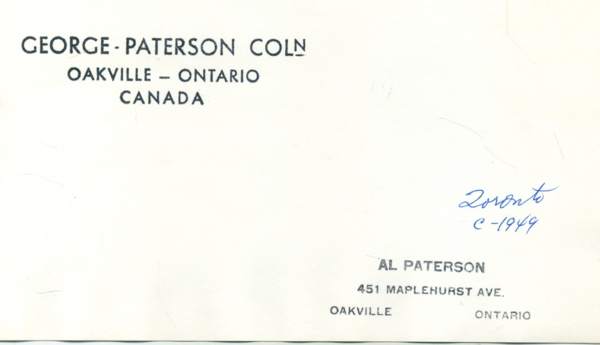 GEORGE - PATERSON COLN
OAKVILLE — ONTARIO
CANADA
Toronto
C-1949
AL PATERSON
451 MAPLEHURST AVE.
OAKVILLE ONTARIO